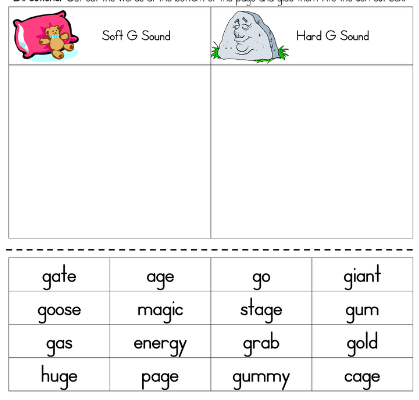 Directions: Cut out the words at the bottom of the page and glue them into the correct box.
Soft G Sound Hard G Sound
gate age go giant
goose magic stage gum
gas energy grab gold
huge page gummy cage